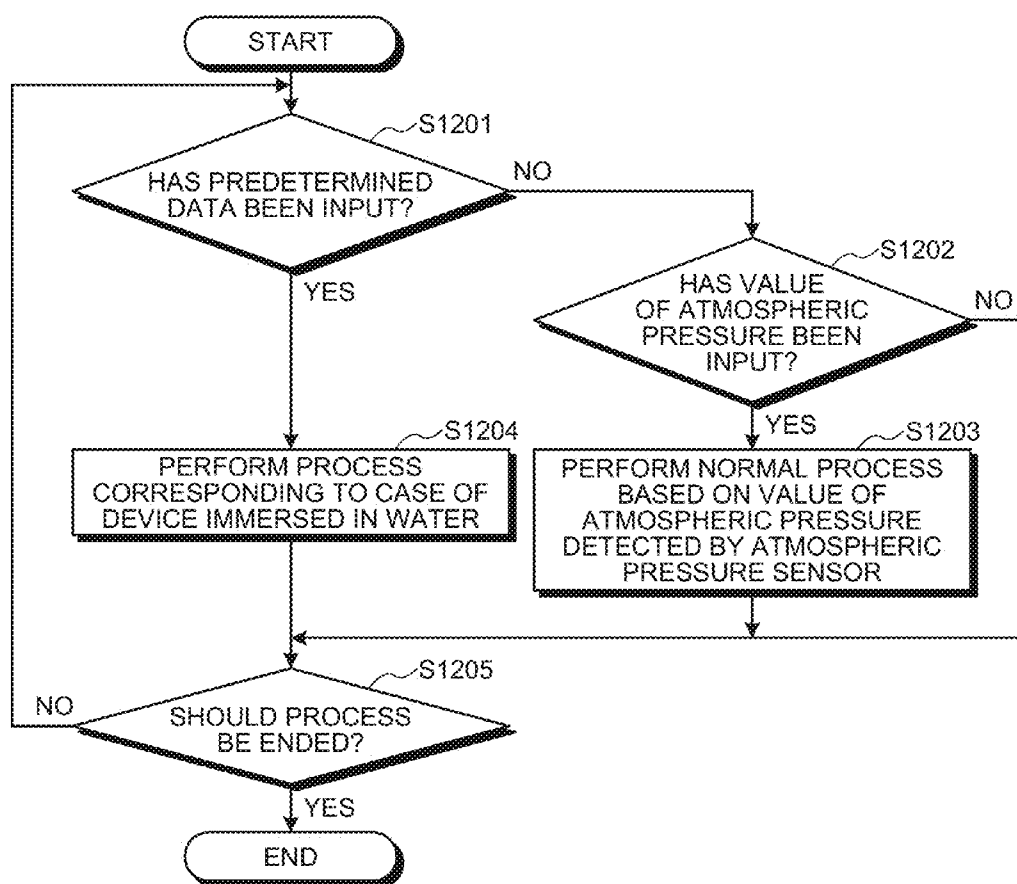 START
S1201
HAS PREDETERMINED
DATA BEEN INPUT?
NO
YES
S1202
HAS VALUE
OF ATMOSPHERIC
PRESSURE BEEN
INPUT?
NO
YES
S1204
PERFORM PROCESS
CORRESPONDING TO CASE OF
DEVICE IMMERSED IN WATER
S1203
PERFORM NORMAL PROCESS
BASED ON VALUE OF
ATMOSPHERIC PRESSURE
DETECTED BY ATMOSPHERIC
PRESSURE SENSOR
S1205
NO
SHOULD PROCESS
BE ENDED?
YES
END